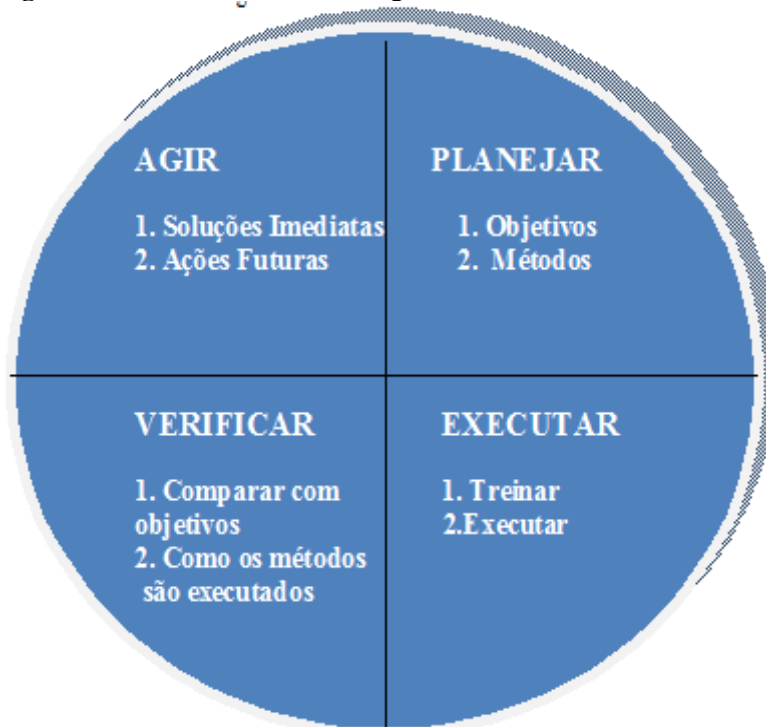 AGIR
1. Soluções Imediatas
2. Ações Futuras
PLANEJAR
1. Objetivos
2. Métodos
VERIFICAR
1. Comparar com
objetivos
2. Como os métodos
são executados
EXECUTAR
1. Treinar
2.Executar